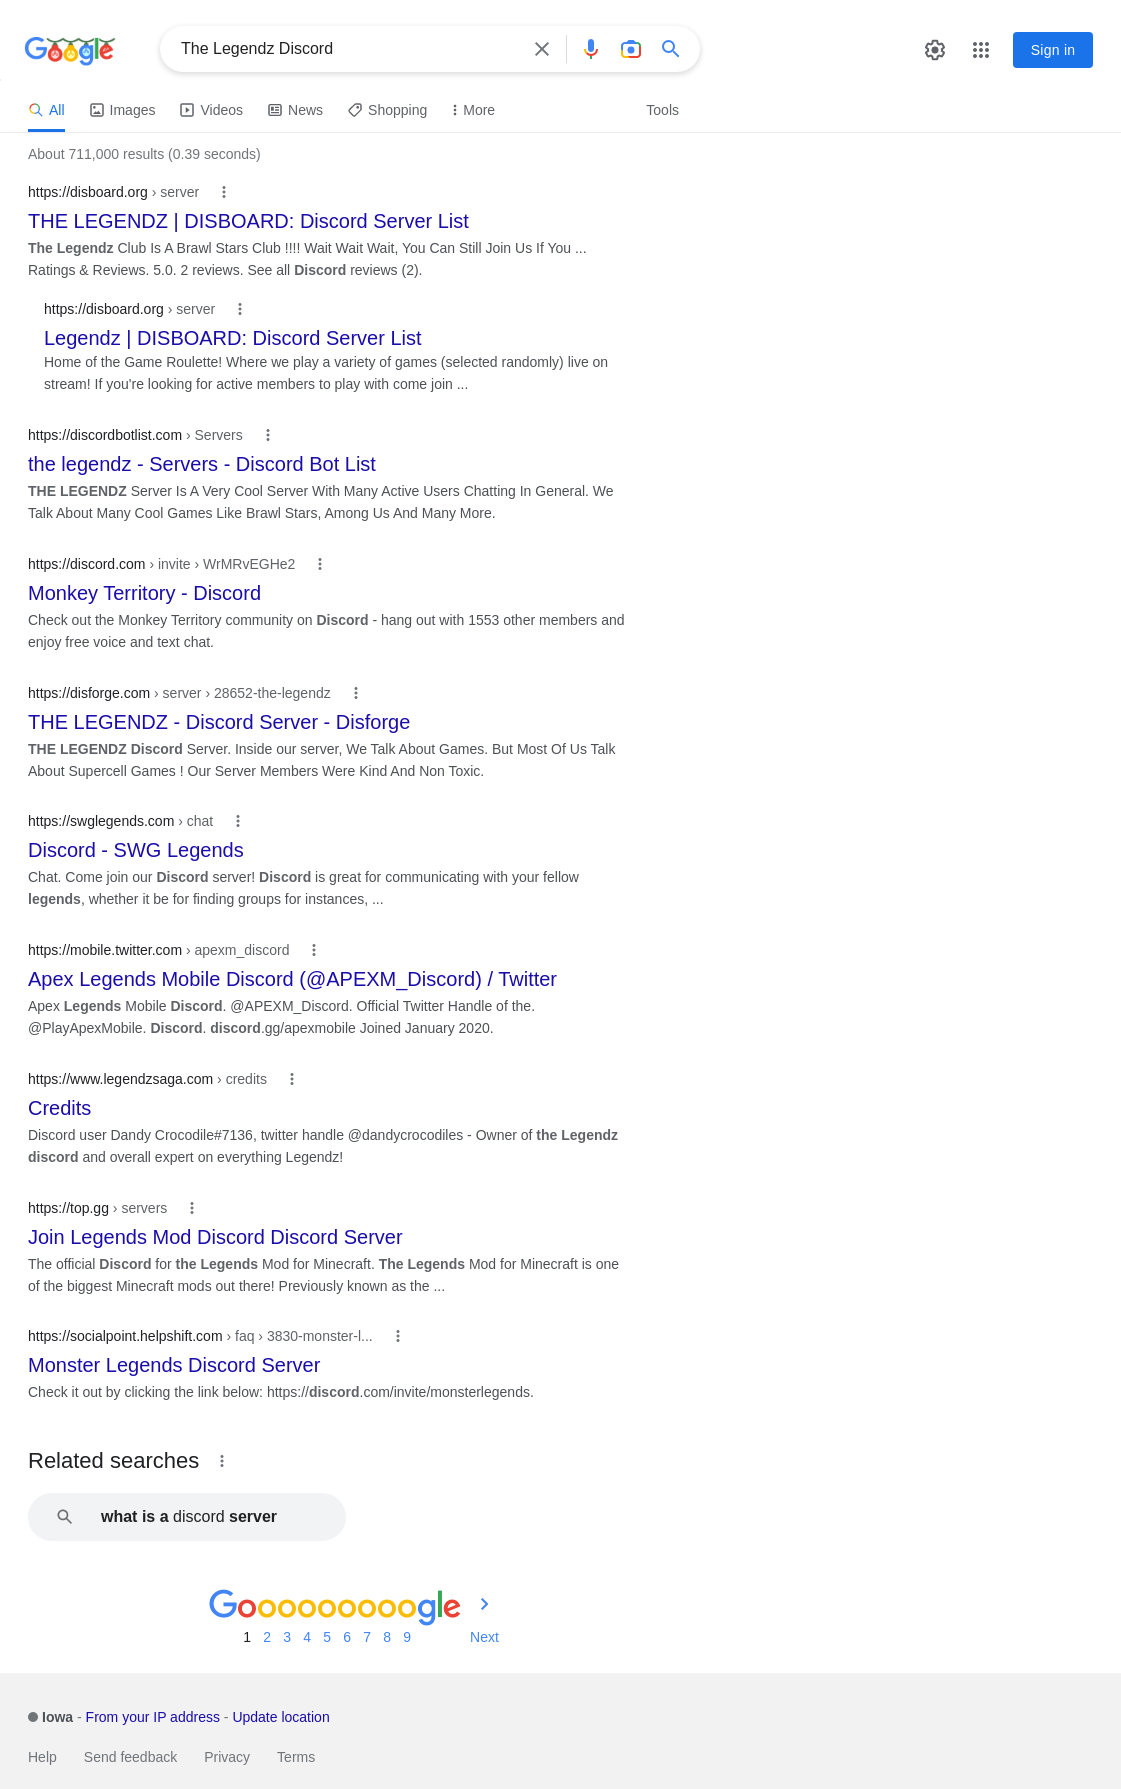 Google
The Legendz Discord
Sign in
All Images Videos News Shopping More Tools
About 711,000 results (0.39 seconds)
https://disboard.org › server
THE LEGENDZ | DISBOARD: Discord Server List
The Legendz Club Is A Brawl Stars Club !!!! Wait Wait Wait, You Can Still Join Us If You ...
Ratings & Reviews. 5.0. 2 reviews. See all Discord reviews (2).
https://disboard.org › server
Legendz | DISBOARD: Discord Server List
Home of the Game Roulette! Where we play a variety of games (selected randomly) live on
stream! If you're looking for active members to play with come join ...
https://discordbotlist.com › Servers
the legendz - Servers - Discord Bot List
THE LEGENDZ Server Is A Very Cool Server With Many Active Users Chatting In General. We
Talk About Many Cool Games Like Brawl Stars, Among Us And Many More.
https://discord.com › invite › WrMRvEGHe2
Monkey Territory - Discord
Check out the Monkey Territory community on Discord - hang out with 1553 other members and
enjoy free voice and text chat.
https://disforge.com › server › 28652-the-legendz
THE LEGENDZ - Discord Server - Disforge
THE LEGENDZ Discord Server. Inside our server, We Talk About Games. But Most Of Us Talk
About Supercell Games ! Our Server Members Were Kind And Non Toxic.
https://swglegends.com › chat
Discord - SWG Legends
Chat. Come join our Discord server! Discord is great for communicating with your fellow
legends, whether it be for finding groups for instances, ...
https://mobile.twitter.com › apexm_discord
Apex Legends Mobile Discord (@APEXM_Discord) / Twitter
Apex Legends Mobile Discord. @APEXM_Discord. Official Twitter Handle of the.
@PlayApexMobile. Discord. discord.gg/apexmobile Joined January 2020.
https://www.legendzsaga.com › credits
Credits
Discord user Dandy Crocodile#7136, twitter handle @dandycrocodiles - Owner of the Legendz
discord and overall expert on everything Legendz!
https://top.gg › servers
Join Legends Mod Discord Discord Server
The official Discord for the Legends Mod for Minecraft. The Legends Mod for Minecraft is one
of the biggest Minecraft mods out there! Previously known as the ...
https://socialpoint.helpshift.com › faq › 3830-monster-l...
Monster Legends Discord Server
Check it out by clicking the link below: https://discord.com/invite/monsterlegends.
Related searches
what is a discord server
Goooooooooogle
1 2 3 4 5 6 7 8 9 Next
Iowa - From your IP address - Update location
Help Send feedback Privacy Terms